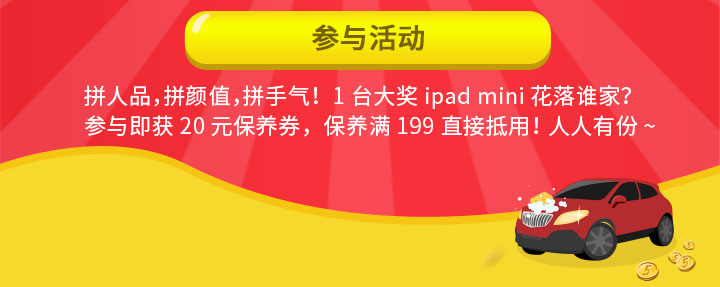 参与活动
拼人品，拼颜值，拼手气！1 台大奖 ipad mini 花落谁家？
参与即获 20 元保养券，保养满 199 直接抵用！人人有份 ~